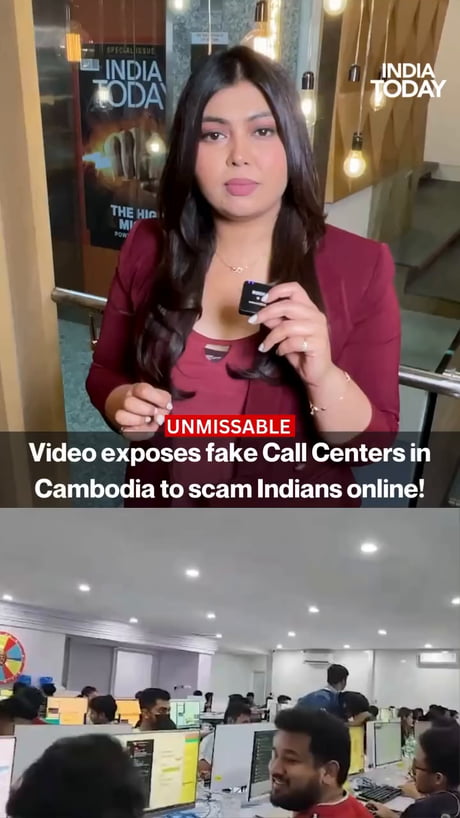 SPECIAL ISSUE
INDIA
TODAY
THE HIG
INDIA
TODAY
UNMISSABLE
Video exposes fake Call Centers in
Cambodia to scam Indians online!